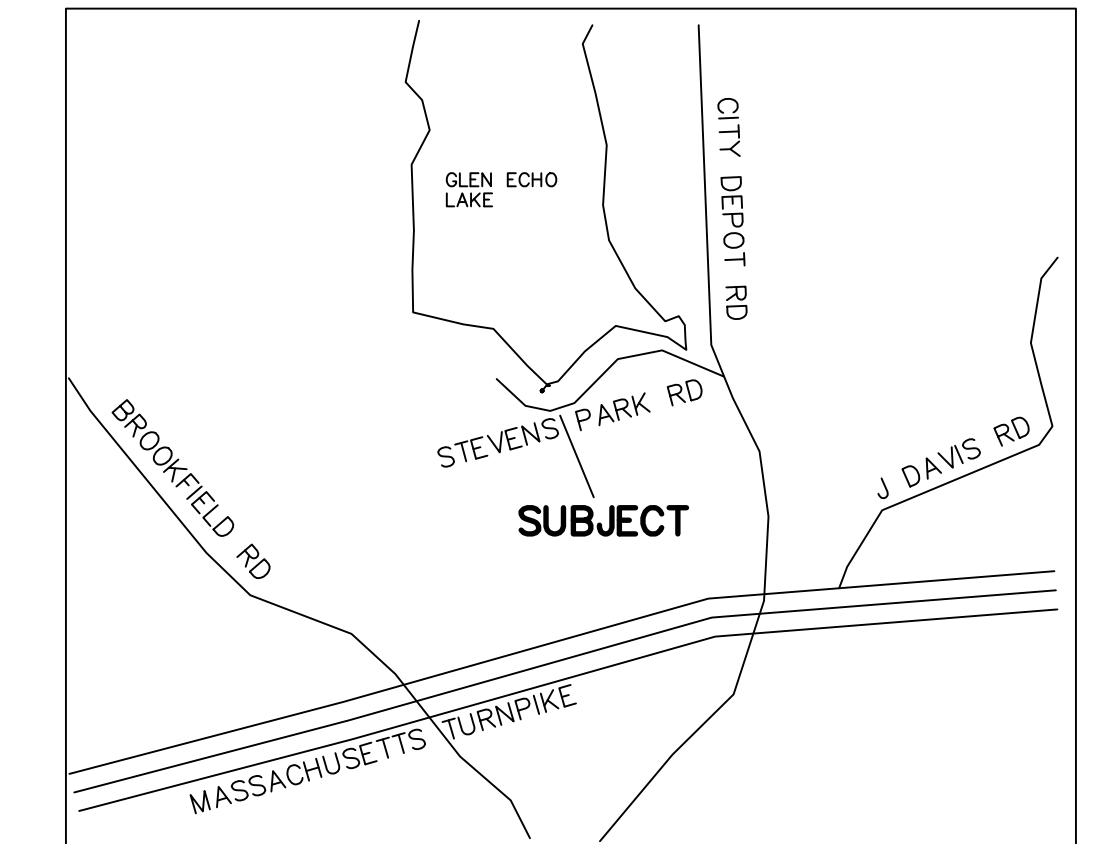 CITY DEPOT RD
GLEN ECHO
LAKE
STEVENS PARK RD
BROOKFIELD RD
J DAVIS RD
SUBJECT
MASSACHUSETTS TURNPIKE